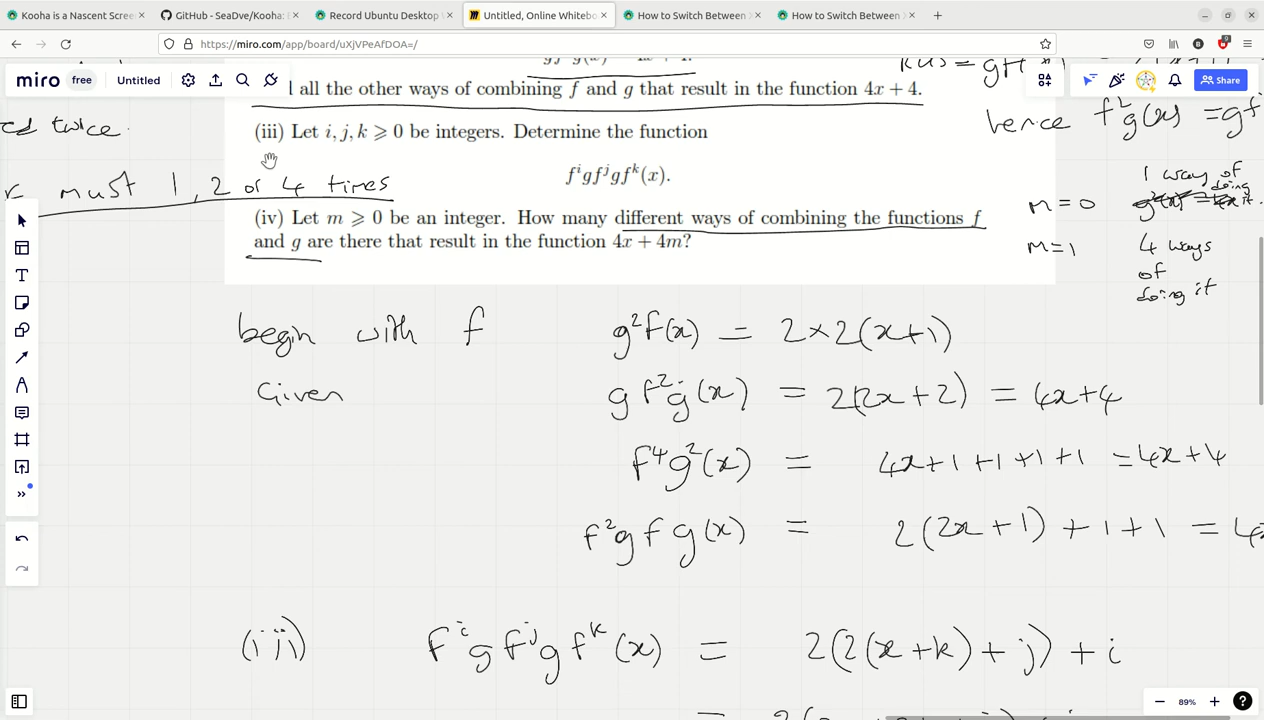 Kooha is a Nascent Scree
GitHub - SeaDve/Kooha: E
Record Ubuntu Desktop
Untitled, Online Whitebo
How to Switch Between
How to Switch Between
https://miro.com/app/board/uXjVPeAfDOA=/
miro free Untitled
Share
all the other ways of combining f and g that result in the function 4x + 4.
twice.
hence f²g(x) = gf
(iii) Let i, j, k ⩾ 0 be integers. Determine the function
fⁱgfʲgfᵏ(x).
must 1, 2 or 4 times
1 way of
doing
it.
m = 0
(iv) Let m ⩾ 0 be an integer. How many different ways of combining the functions f
and g are there that result in the function 4x + 4m?
m = 1 4 ways
of
doing it
begin with f g²f(x) = 2×2(x+1)
Given gf²g(x) = 2(2x+2) = 4x+4
f⁴g²(x) = 4x+1+1+1+1 = 4x+4
f²gfg(x) = 2(2x+1)+1+1 = 4x
(iii) fⁱgfʲgfᵏ(x) = 2(2(x+k)+j)+i
89%